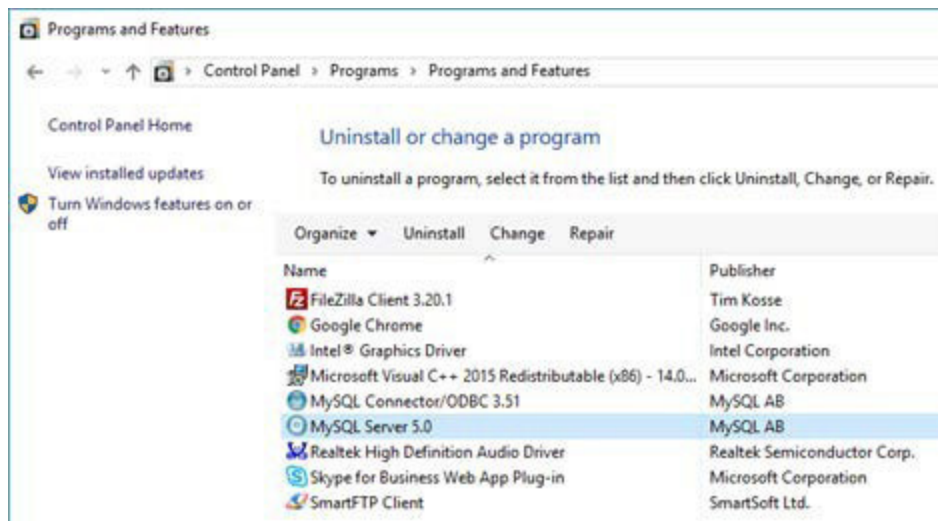 Programs and Features
Control Panel > Programs > Programs and Features
Control Panel Home
Uninstall or change a program
View installed updates
To uninstall a program, select it from the list and then click Uninstall, Change, or Repair.
Turn Windows features on or
off
Organize Uninstall Change Repair
Name Publisher
FileZilla Client 3.20.1 Tim Kosse
Google Chrome Google Inc.
Intel® Graphics Driver Intel Corporation
Microsoft Visual C++ 2015 Redistributable (x86) - 14.0... Microsoft Corporation
MySQL Connector/ODBC 3.51 MySQL AB
MySQL Server 5.0 MySQL AB
Realtek High Definition Audio Driver Realtek Semiconductor Corp.
Skype for Business Web App Plug-in Microsoft Corporation
SmartFTP Client SmartSoft Ltd.